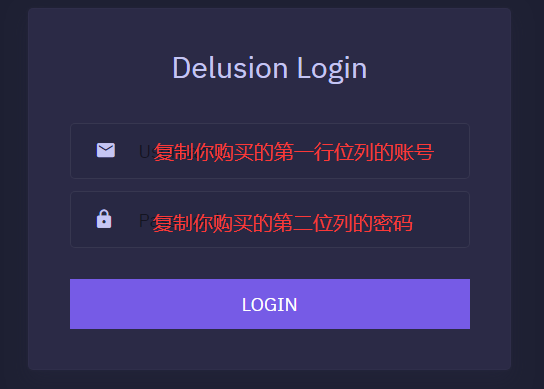 Delusion Login
复制你购买的第一行位列的账号
复制你购买的第二位列的密码
LOGIN